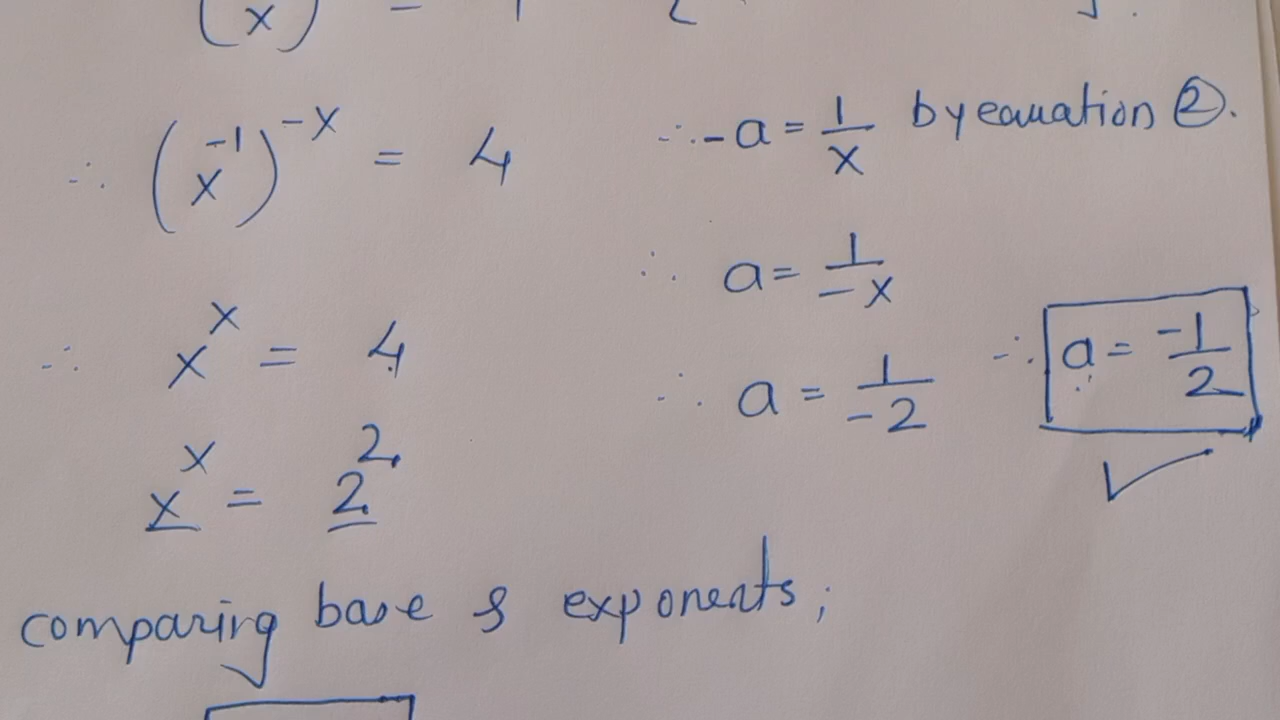 ∴ (x⁻¹)⁻ˣ = 4
∴ xˣ = 4
xˣ = 2²
comparing base & exponents;
∴ -a = 1/x by equation ②.
∴ a = 1/-x
∴ a = 1/-2 ∴ a = -1/2